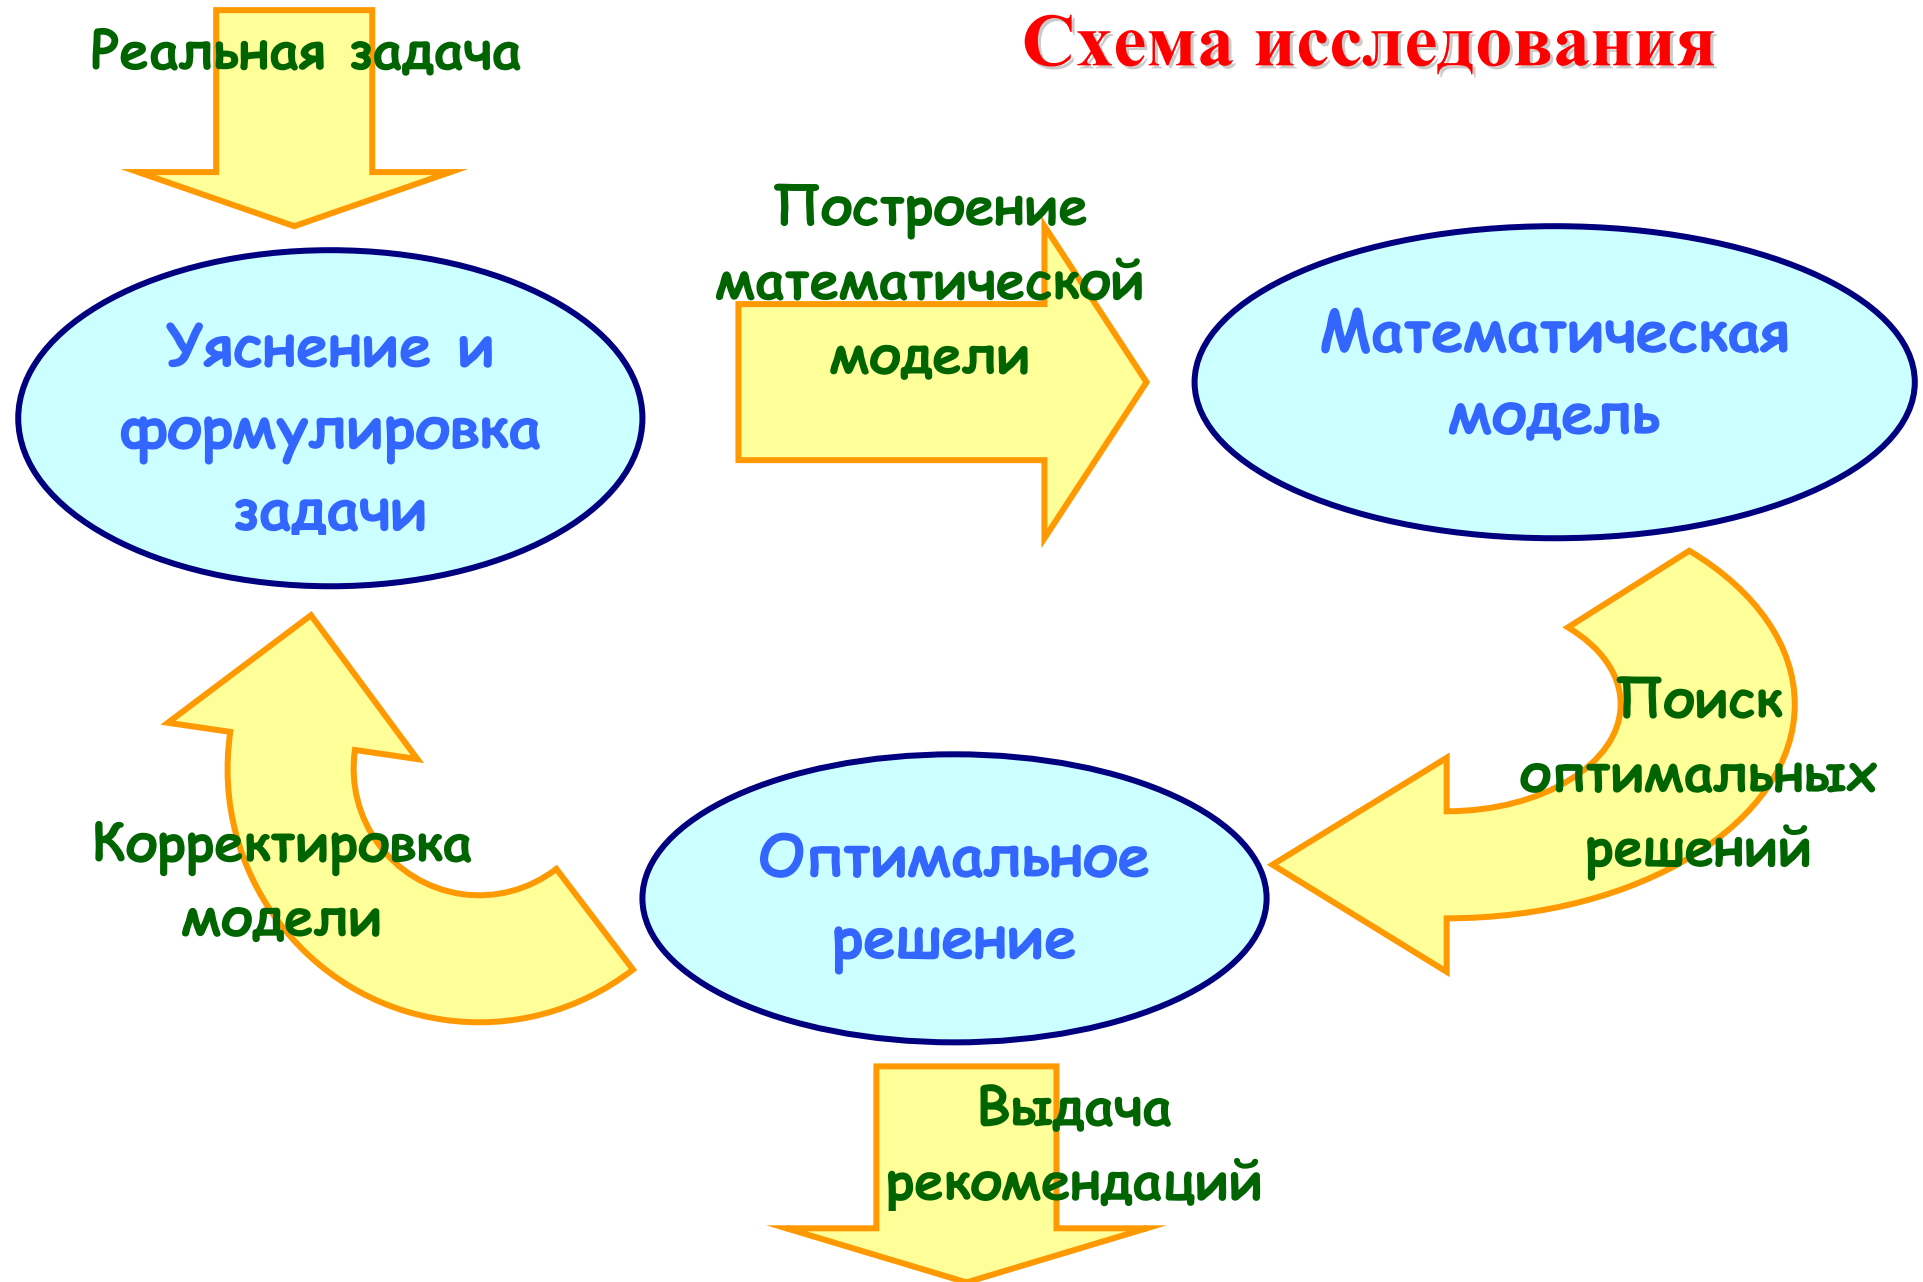 Схема исследования
Реальная задача
Уяснение и
формулировка
задачи
Построение
математической
модели
Математическая
модель
Поиск
оптимальных
решений
Оптимальное
решение
Корректировка
модели
Выдача
рекомендаций